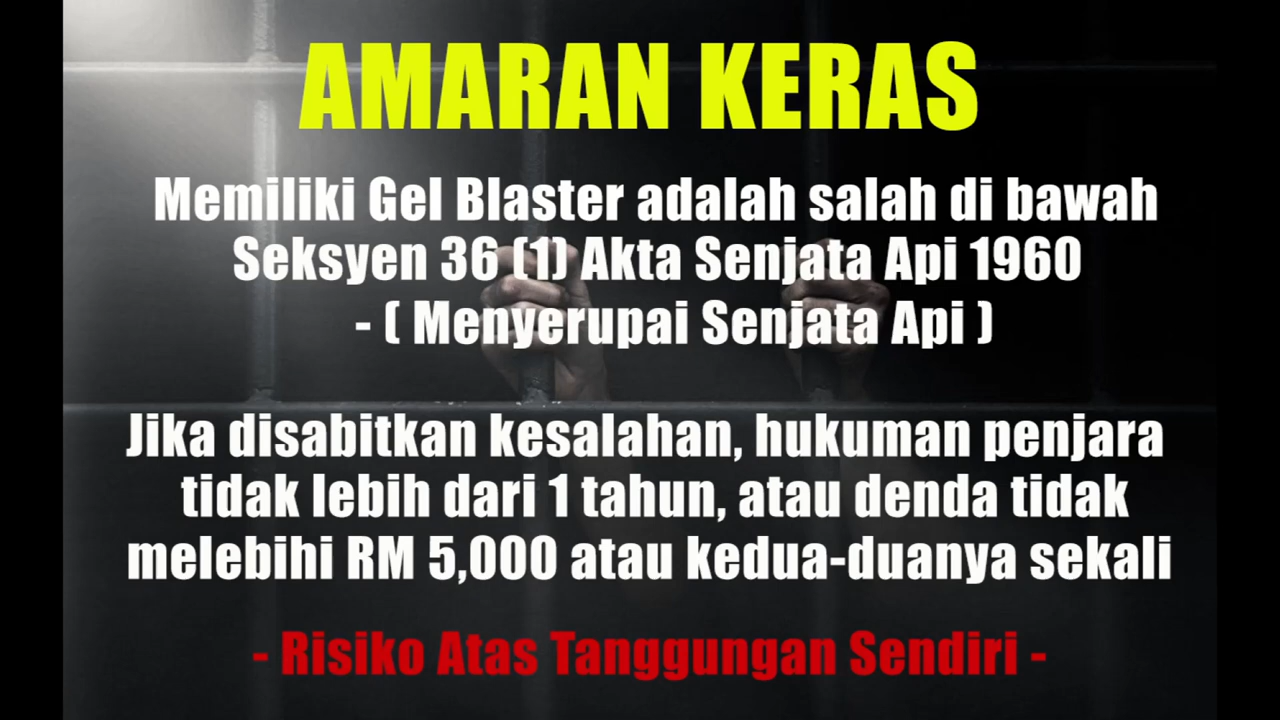 AMARAN KERAS
Memiliki Gel Blaster adalah salah di bawah
Seksyen 36 (1) Akta Senjata Api 1960
- ( Menyerupai Senjata Api )
Jika disabitkan kesalahan, hukuman penjara
tidak lebih dari 1 tahun, atau denda tidak
melebihi RM 5,000 atau kedua-duanya sekali
- Risiko Atas Tanggungan Sendiri -